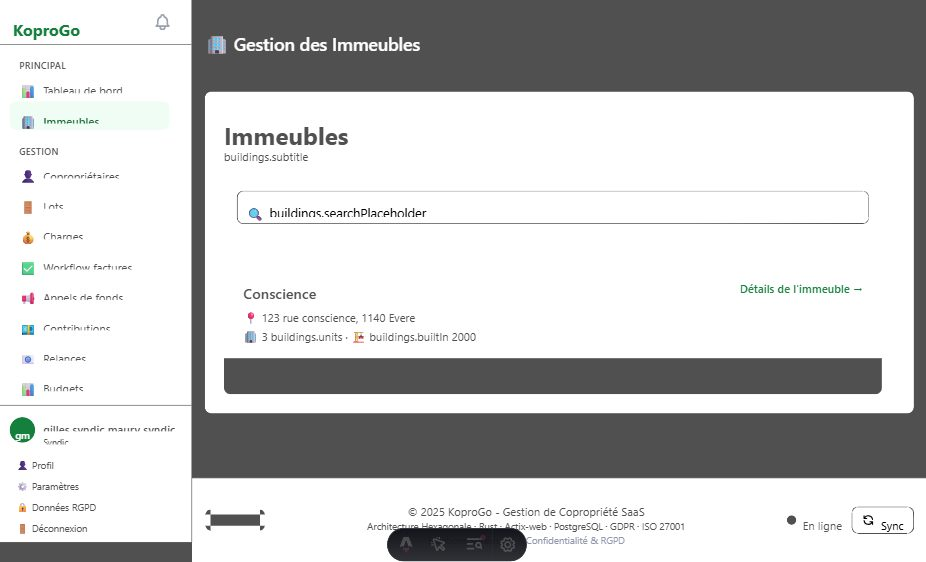 KoproGo
PRINCIPAL
Tableau de bord
Immeubles
GESTION
Copropriétaires
Lots
Charges
Workflow factures
Appels de fonds
Contributions
Relances
Budgets
gm
gilles syndic maury syndic
Syndic
Profil
Paramètres
Données RGPD
Déconnexion
Gestion des Immeubles
Immeubles
buildings.subtitle
buildings.searchPlaceholder
Conscience
Détails de l'immeuble →
123 rue conscience, 1140 Evere
3 buildings.units · buildings.builtIn 2000
© 2025 KoproGo - Gestion de Copropriété SaaS
Architecture Hexagonale · Rust · Actix-web · PostgreSQL · GDPR · ISO 27001
Confidentialité & RGPD
En ligne
Sync